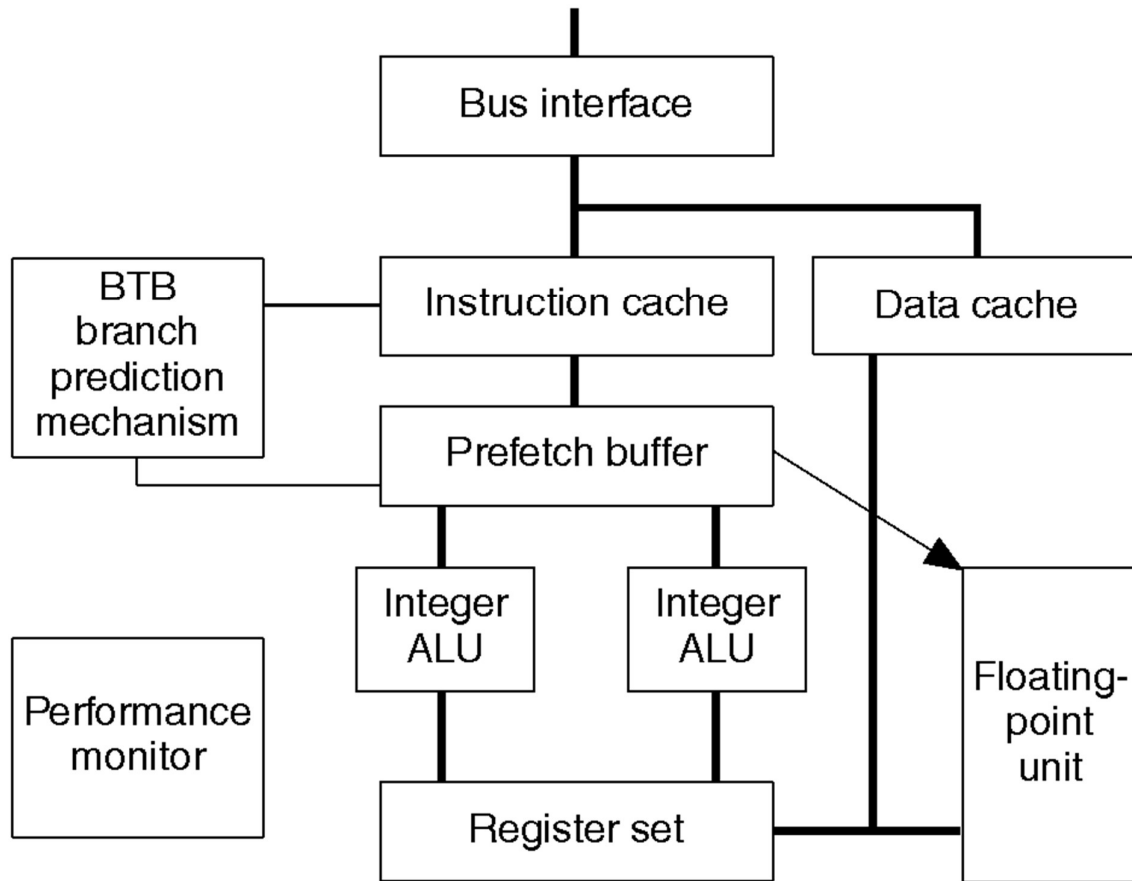 Bus interface
BTB
branch
prediction
mechanism
Instruction cache
Data cache
Prefetch buffer
Integer
ALU
Integer
ALU
Performance
monitor
Floating-
point
unit
Register set